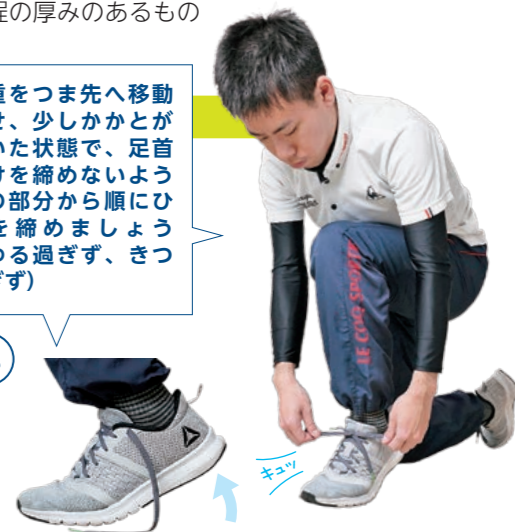 程の厚みのあるもの
重をつま先へ移動
せ、少しかかとが
いた状態で、足首
けを締めないよう
の部分から順にひ
を締めましょう
ゆる過ぎず、きつ
ぎず)
le coq sportif
キュッ